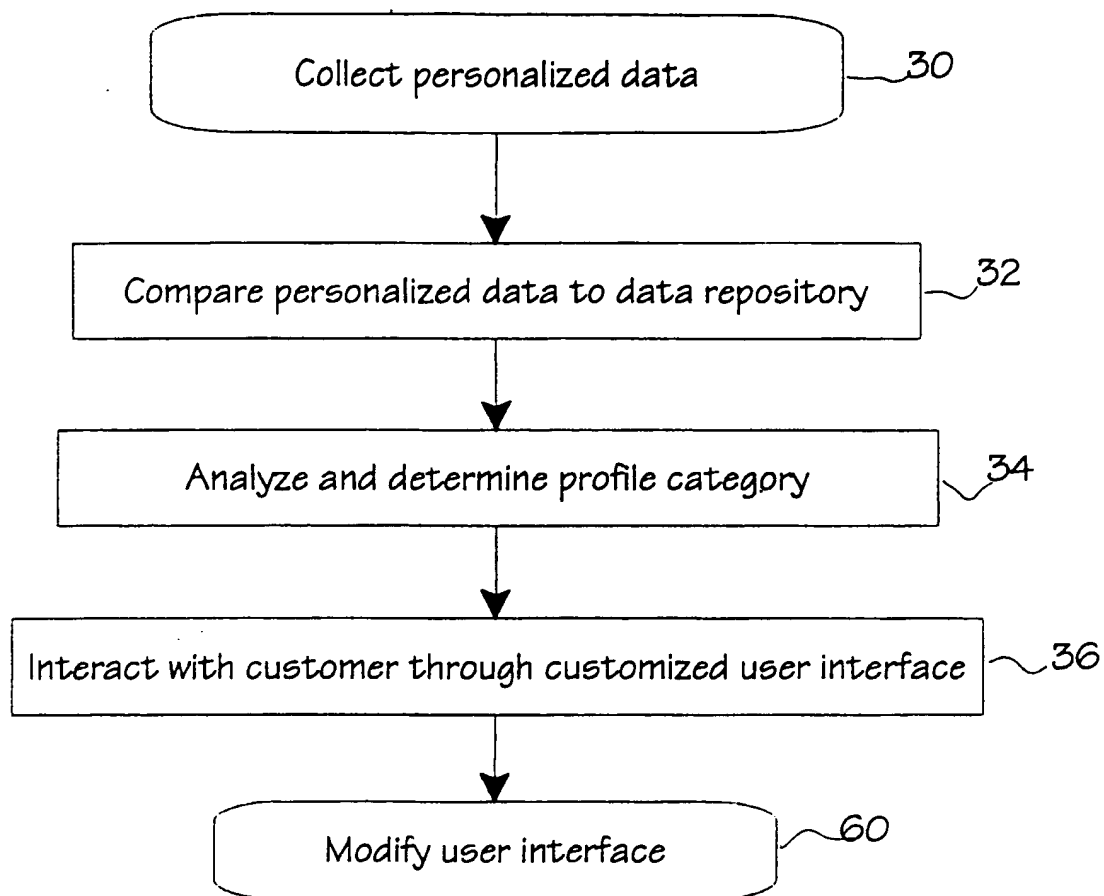 Collect personalized data
30
Compare personalized data to data repository
32
Analyze and determine profile category
34
Interact with customer through customized user interface
36
Modify user interface
60